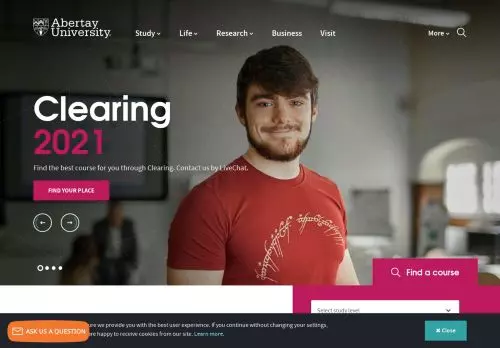 Abertay
University.
Study
Life
Research
Business
Visit
More
Clearing
2021
Find the best course for you through Clearing. Contact us by LiveChat.
FIND YOUR PLACE
Find a course
Select study level
ASK US A QUESTION
ure we provide you with the best user experience. If you continue without changing your settings,
re happy to receive cookies from our site. Learn more.
× Close